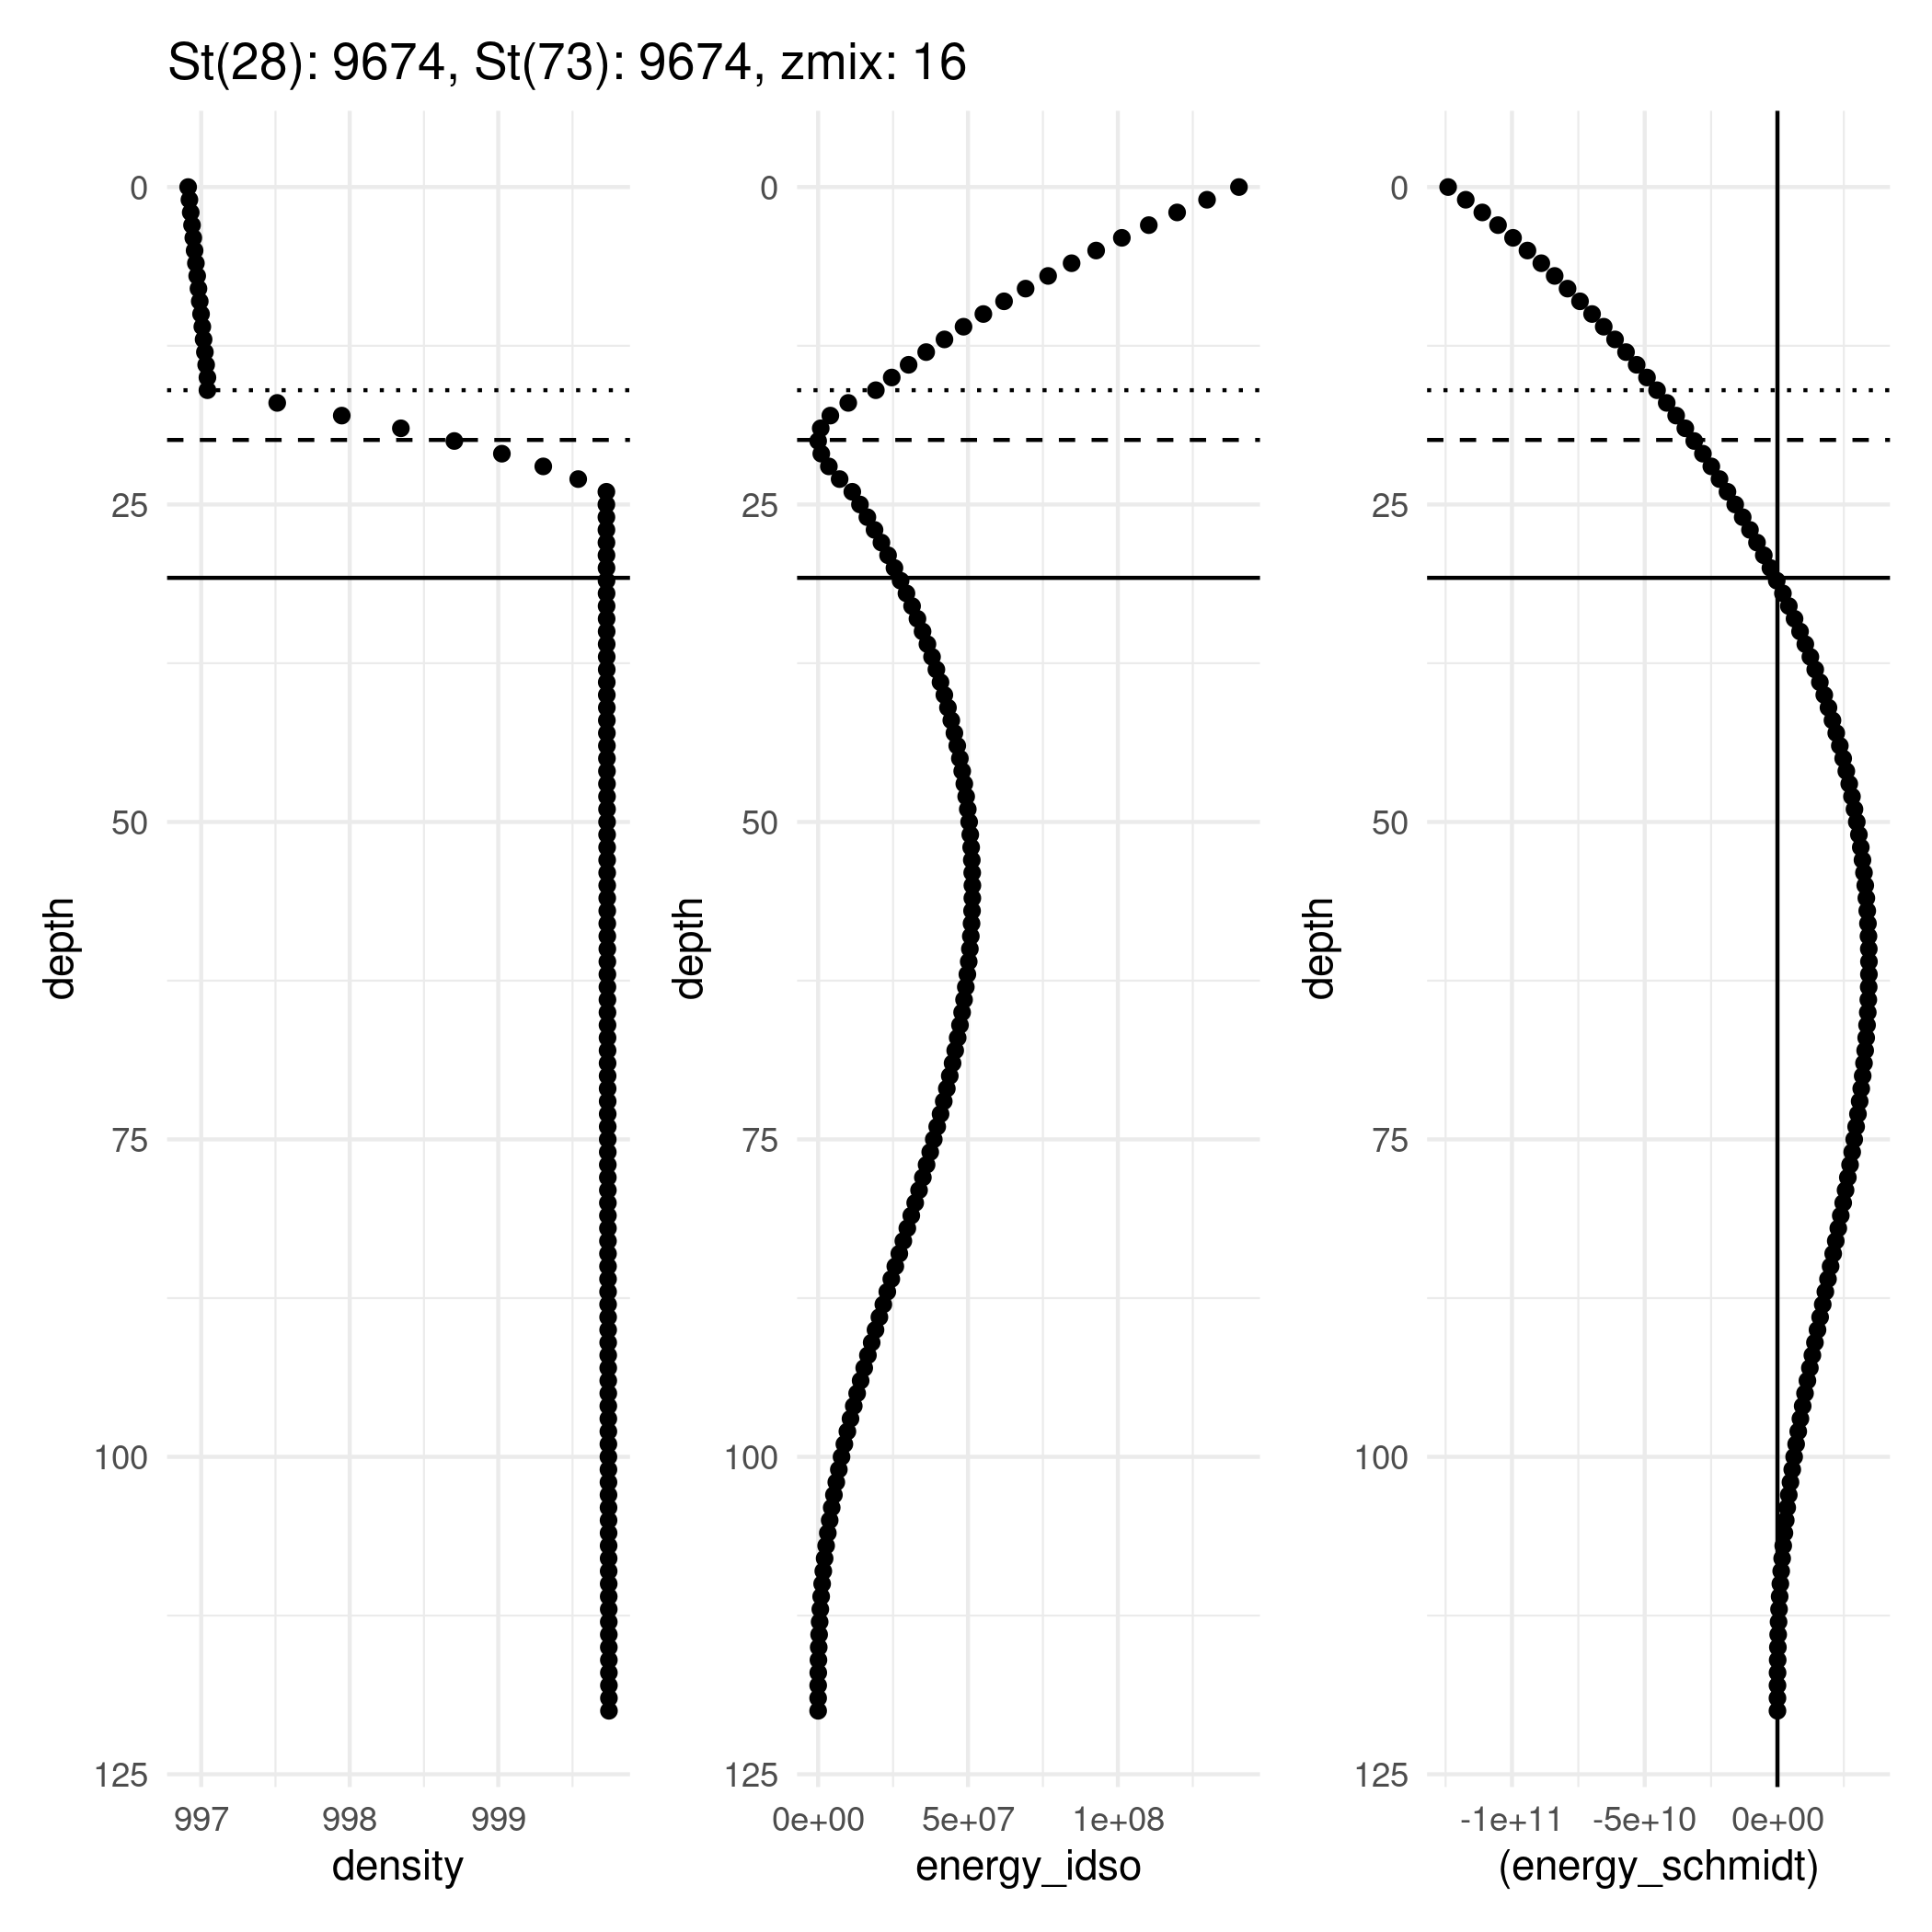 St(28): 9674, St(73): 9674, zmix: 16
0
25
50
75
100
125
depth
997 998 999
density
0
25
50
75
100
125
depth
0e+00 5e+07 1e+08
energy_idso
0
25
50
75
100
125
depth
-1e+11 -5e+10 0e+00
(energy_schmidt)